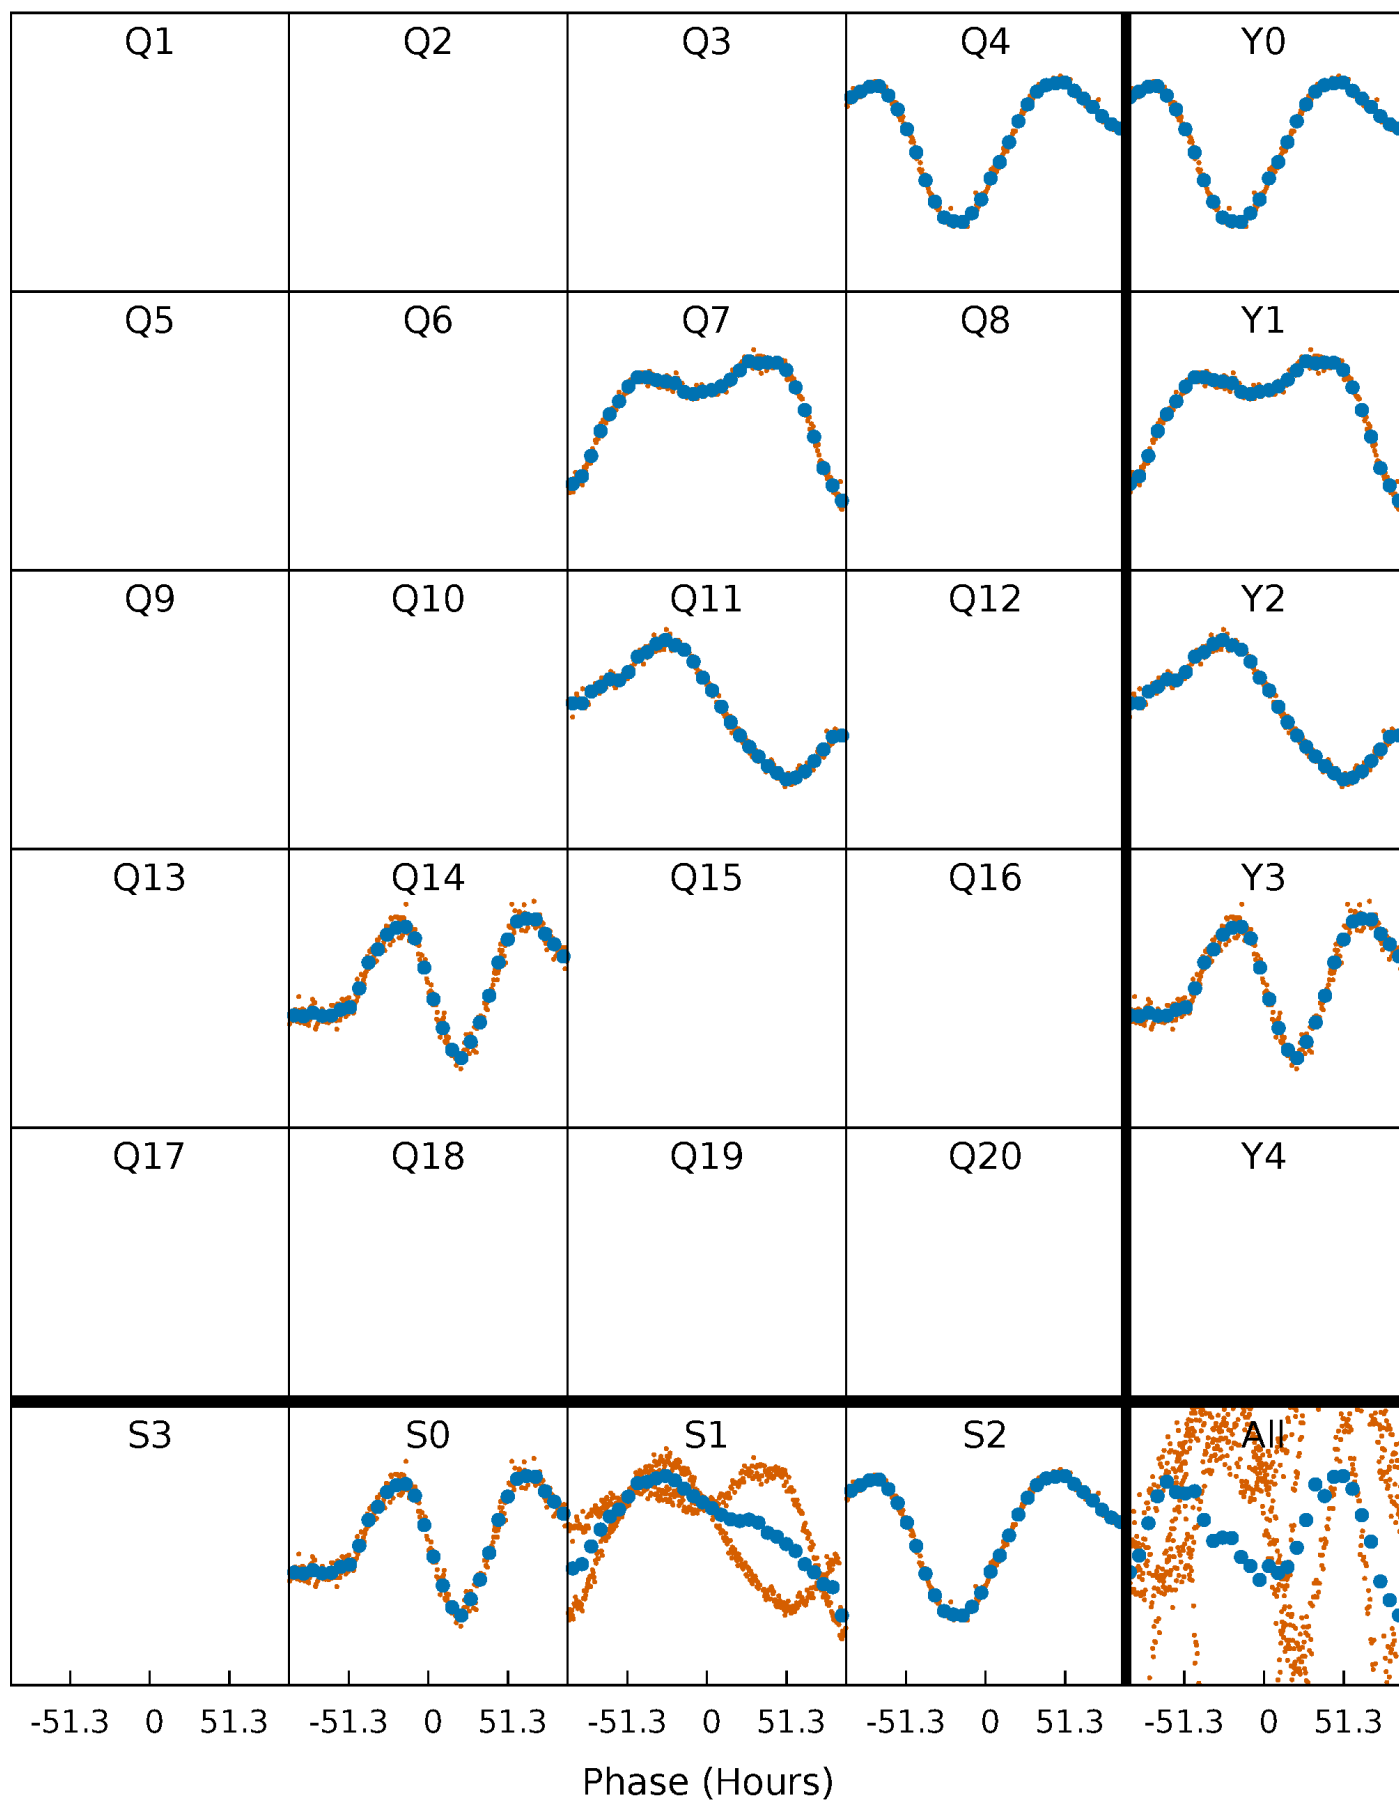 Q1 Q2 Q3 Q4 Y0
Q5 Q6 Q7 Q8 Y1
Q9 Q10 Q11 Q12 Y2
Q13 Q14 Q15 Q16 Y3
Q17 Q18 Q19 Q20 Y4
S3 S0 S1 S2 All
-51.3 0 51.3 -51.3 0 51.3 -51.3 0 51.3 -51.3 0 51.3 -51.3 0 51.3
Phase (Hours)